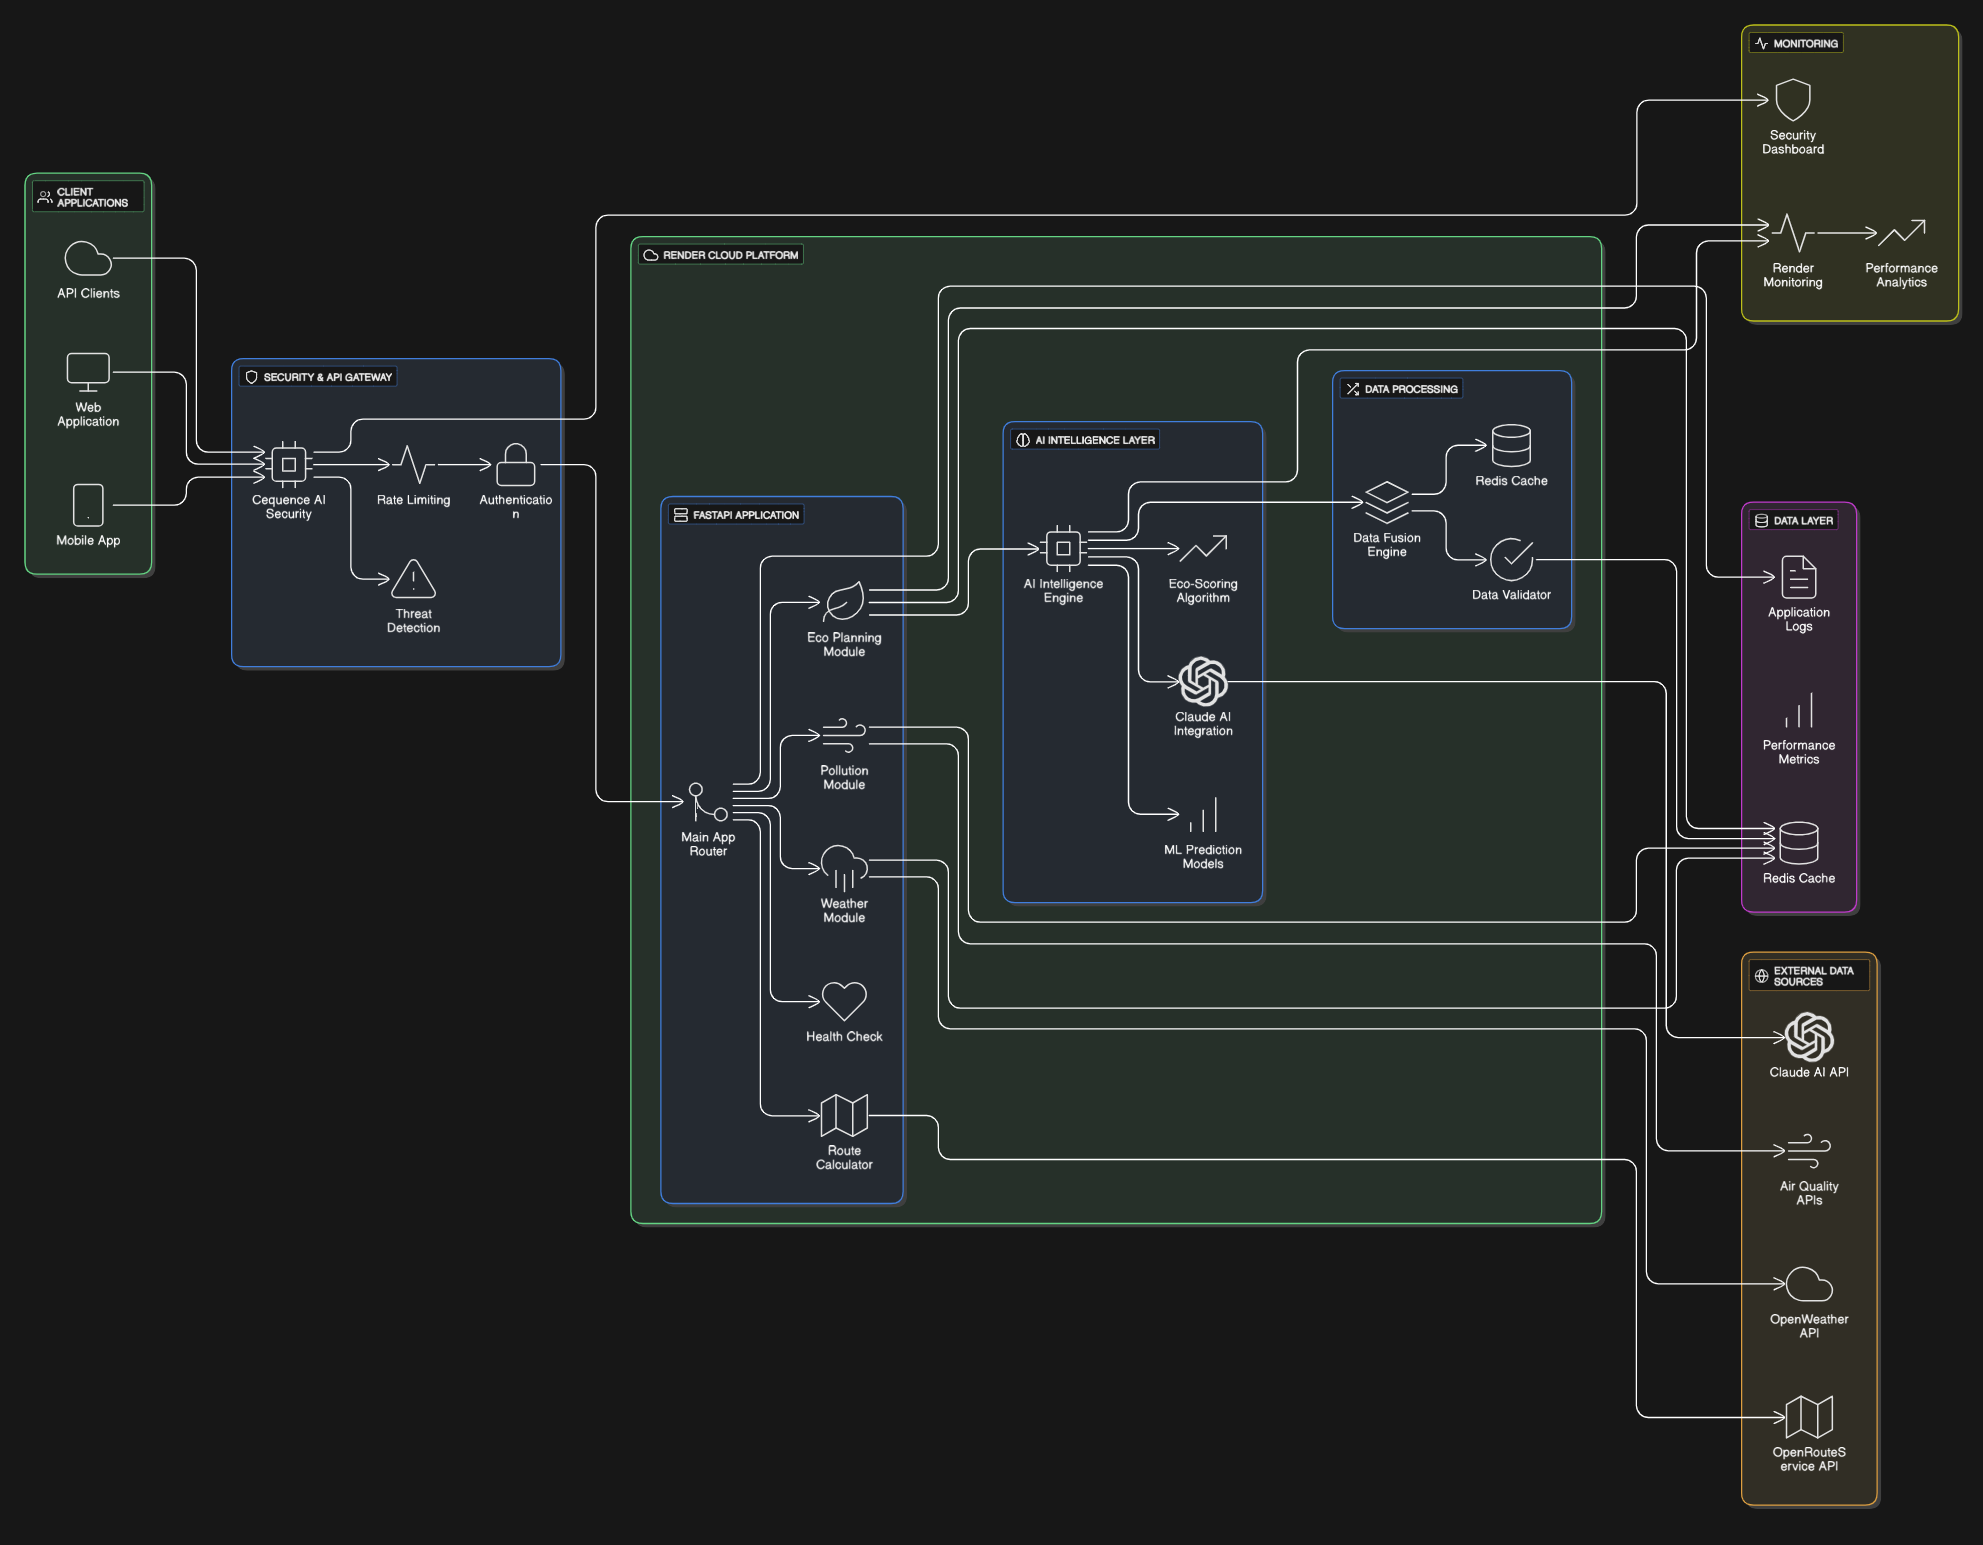 MONITORING
Security
Dashboard
Render
Monitoring
Performance
Analytics
CLIENT
APPLICATIONS
API Clients
Web
Application
Mobile App
SECURITY & API GATEWAY
Cequence AI
Security
Rate Limiting
Authenticatio
n
Threat
Detection
RENDER CLOUD PLATFORM
FASTAPI APPLICATION
Main App
Router
Eco Planning
Module
Pollution
Module
Weather
Module
Health Check
Route
Calculator
AI INTELLIGENCE LAYER
AI Intelligence
Engine
Eco-Scoring
Algorithm
Claude AI
Integration
ML Prediction
Models
DATA PROCESSING
Redis Cache
Data Fusion
Engine
Data Validator
DATA LAYER
Application
Logs
Performance
Metrics
Redis Cache
EXTERNAL DATA
SOURCES
Claude AI API
Air Quality
APIs
OpenWeather
API
OpenRouteS
ervice API